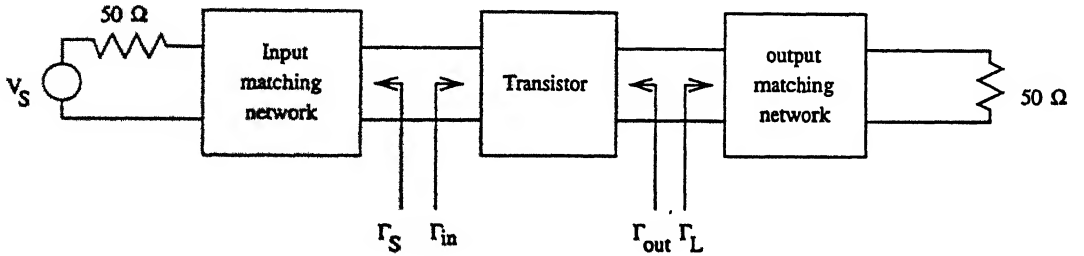 50 Ω
V_S
Input
matching
network
Transistor
output
matching
network
50 Ω
Γ_S
Γ_in
Γ_out
Γ_L